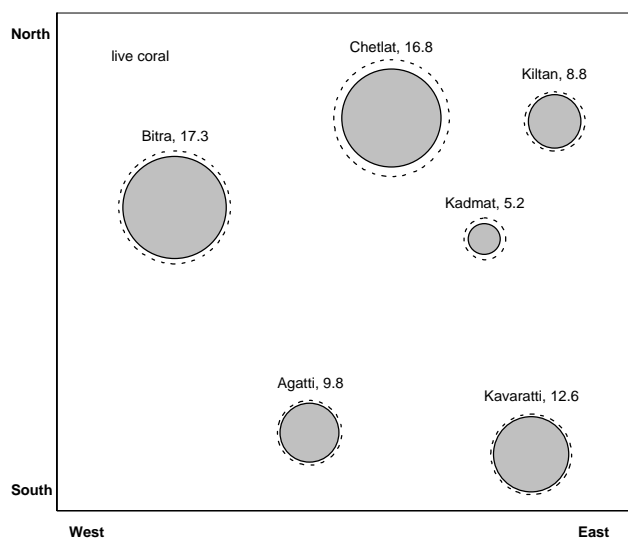 North
live coral
Chetlat, 16.8
Kiltan, 8.8
Bitra, 17.3
Kadmat, 5.2
Agatti, 9.8
Kavaratti, 12.6
South
West
East